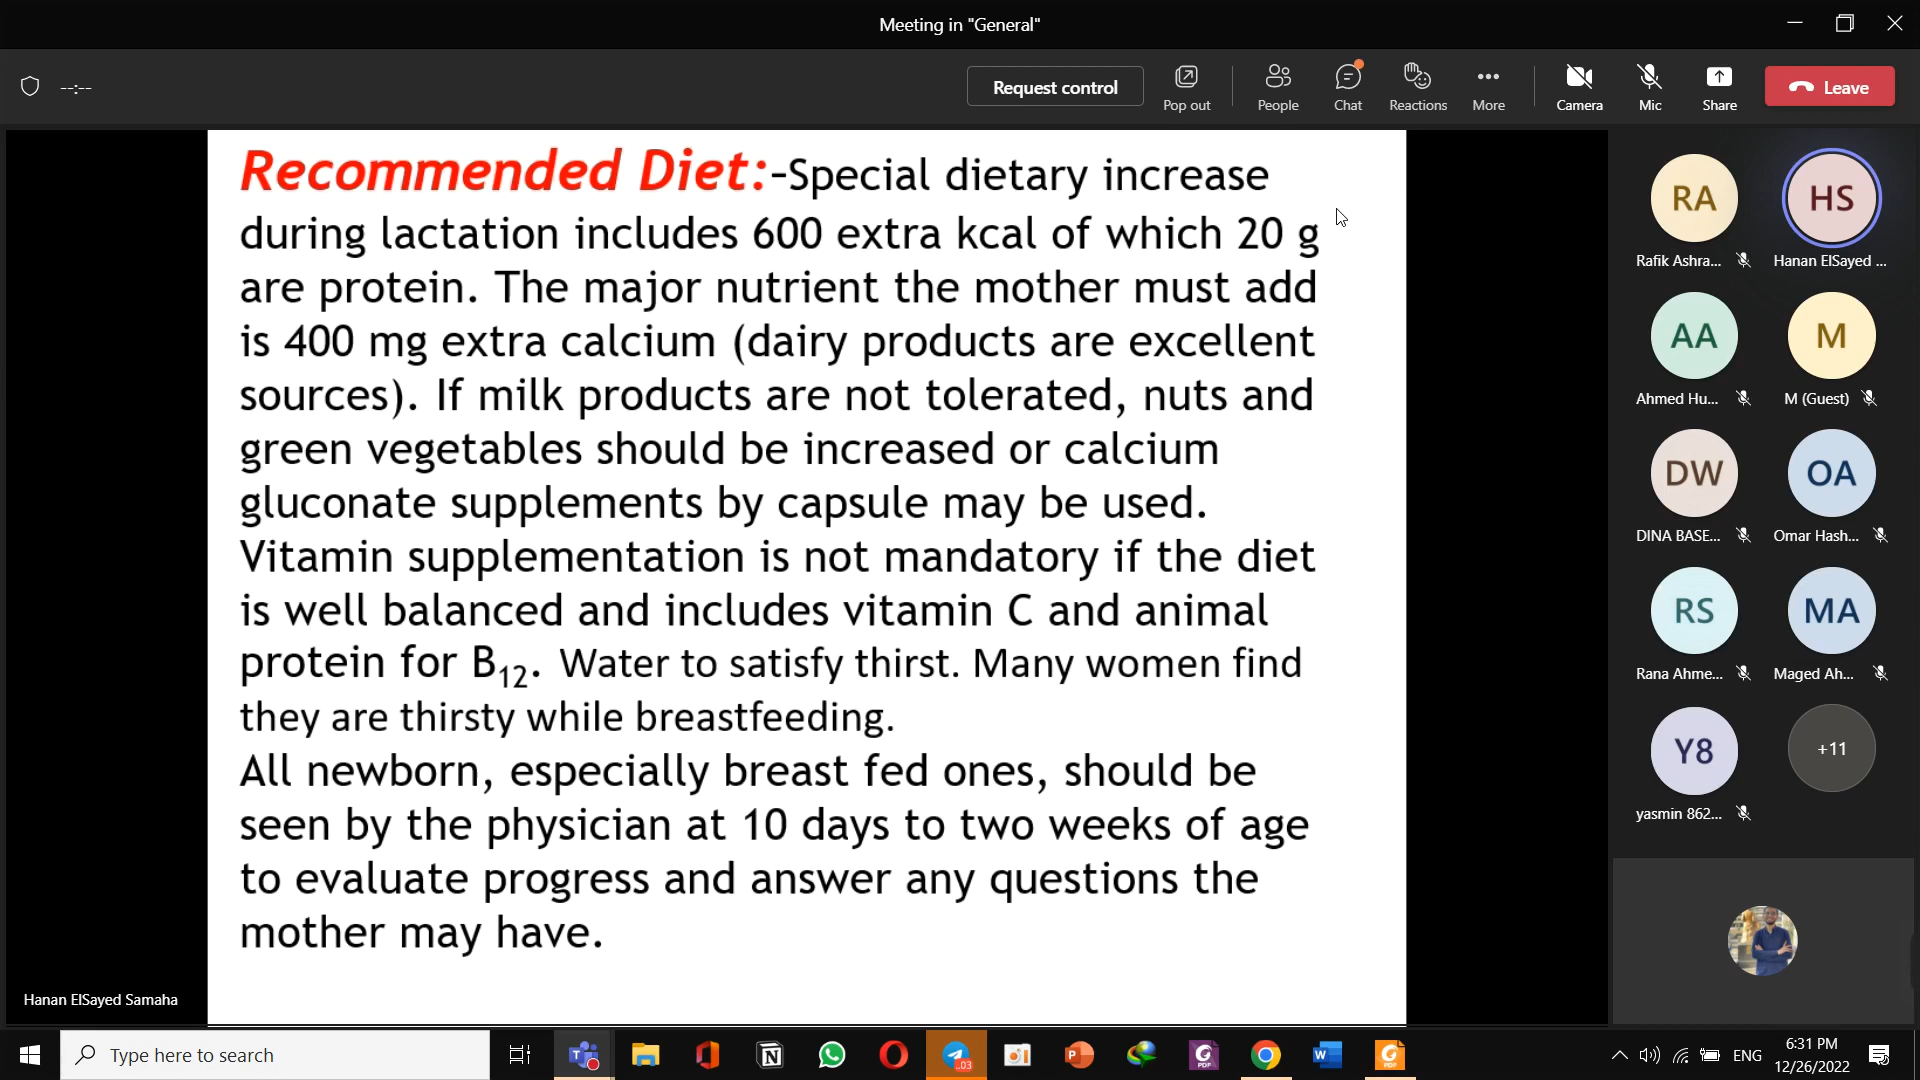 Meeting in "General"
--:--
Request control
Pop out
People
Chat
Reactions
More
Camera
Mic
Share
Leave
Recommended Diet:-Special dietary increase
during lactation includes 600 extra kcal of which 20 g
are protein. The major nutrient the mother must add
is 400 mg extra calcium (dairy products are excellent
sources). If milk products are not tolerated, nuts and
green vegetables should be increased or calcium
gluconate supplements by capsule may be used.
Vitamin supplementation is not mandatory if the diet
is well balanced and includes vitamin C and animal
protein for B12. Water to satisfy thirst. Many women find
they are thirsty while breastfeeding.
All newborn, especially breast fed ones, should be
seen by the physician at 10 days to two weeks of age
to evaluate progress and answer any questions the
mother may have.
Hanan ElSayed Samaha
RA
Rafik Ashra...
HS
Hanan ElSayed ...
AA
Ahmed Hu...
M
M (Guest)
DW
DINA BASE...
OA
Omar Hash...
RS
Rana Ahme...
MA
Maged Ah...
Y8
yasmin 862...
+11
Type here to search
..03
PDF
PDF
ENG
6:31 PM
12/26/2022